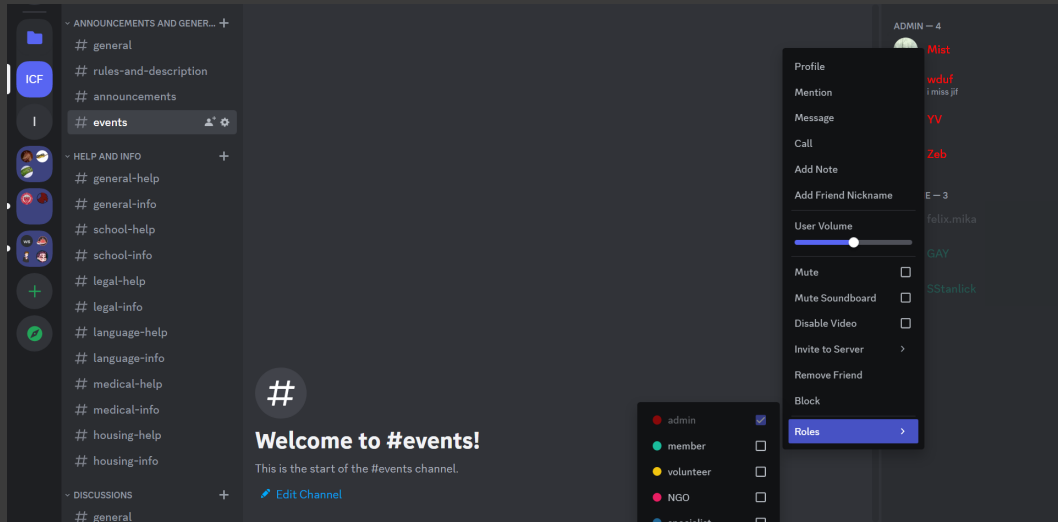 ICF
I
ANNOUNCEMENTS AND GENER...
general
rules-and-description
announcements
events
HELP AND INFO
general-help
general-info
school-help
school-info
legal-help
legal-info
language-help
language-info
medical-help
medical-info
housing-help
housing-info
DISCUSSIONS
general
#
Welcome to #events!
This is the start of the #events channel.
Edit Channel
admin
member
volunteer
NGO
specialist
Profile
Mention
Message
Call
Add Note
Add Friend Nickname
User Volume
Mute
Mute Soundboard
Disable Video
Invite to Server
Remove Friend
Block
Roles
ADMIN — 4
Mist
wduf
i miss jif
YV
Zeb
E — 3
felix.mika
GAY
SStanlick